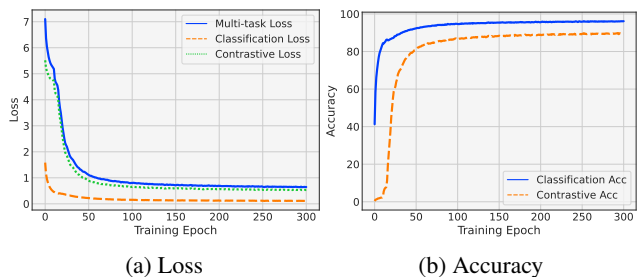 7
6
5
4
3
2
1
0
Loss
0 50 100 150 200 250 300
Training Epoch
Multi-task Loss
Classification Loss
Contrastive Loss
(a) Loss
100
80
60
40
20
0
Accuracy
0 50 100 150 200 250 300
Training Epoch
Classification Acc
Contrastive Acc
(b) Accuracy